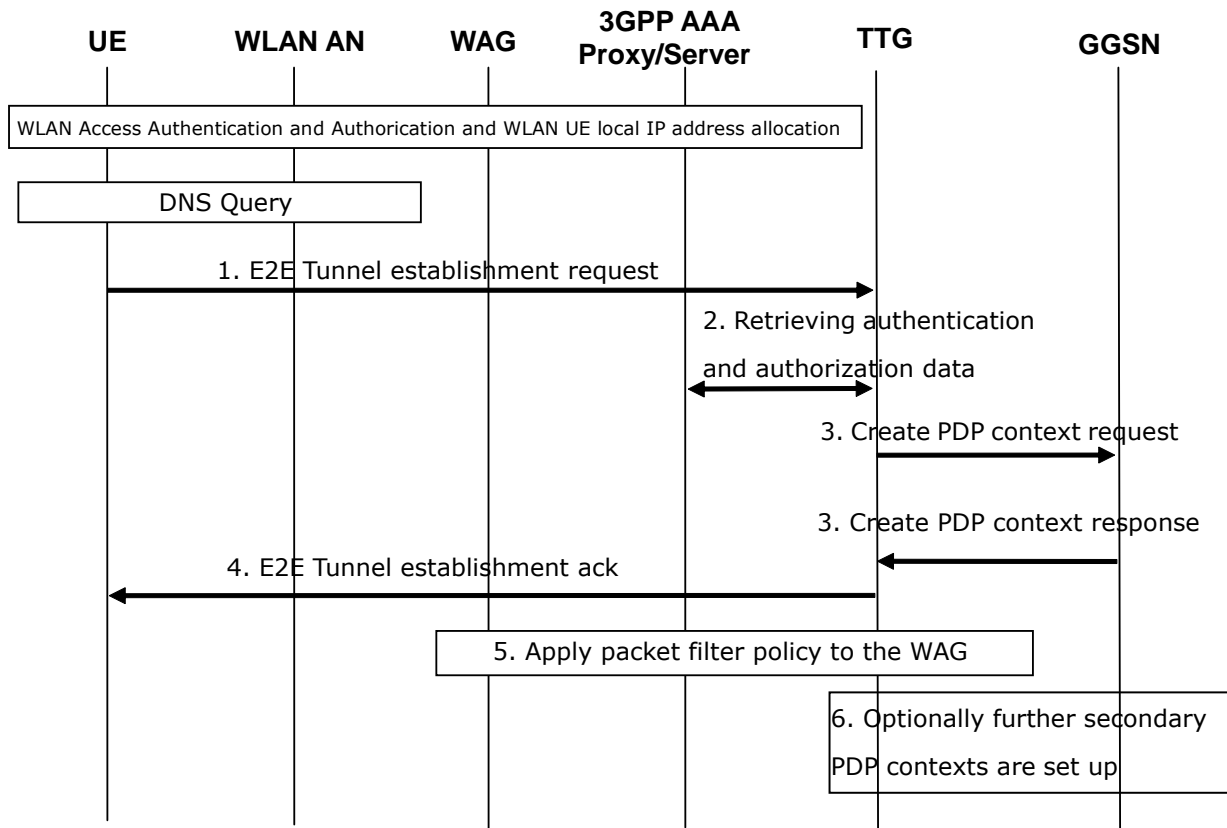 UE
WLAN AN
WAG
3GPP AAA
Proxy/Server
TTG
GGSN
WLAN Access Authentication and Authorication and WLAN UE local IP address allocation
DNS Query
1. E2E Tunnel establishment request
2. Retrieving authentication
and authorization data
3. Create PDP context request
3. Create PDP context response
4. E2E Tunnel establishment ack
5. Apply packet filter policy to the WAG
6. Optionally further secondary
PDP contexts are set up